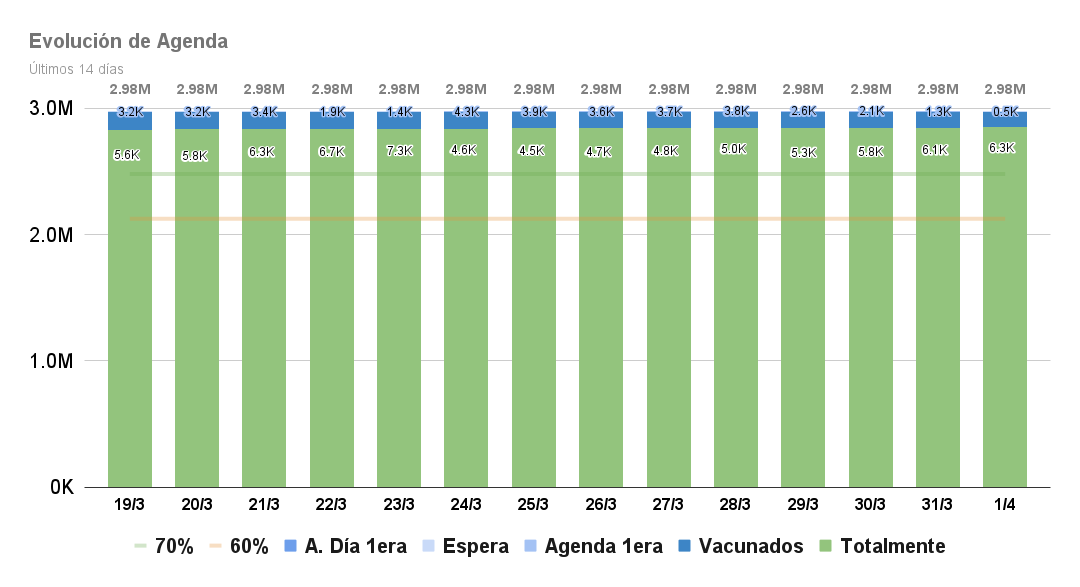 Evolución de Agenda
Últimos 14 días
2.98M 2.98M 2.98M 2.98M 2.98M 2.98M 2.98M 2.98M 2.98M 2.98M 2.98M 2.98M 2.98M 2.98M
3.0M
3.2K 3.2K 3.4K 1.9K 1.4K 4.3K 3.9K 3.6K 3.7K 3.8K 2.6K 2.1K 1.3K 0.5K
5.6K 5.8K 6.3K 6.7K 7.3K 4.6K 4.5K 4.7K 4.8K 5.0K 5.3K 5.8K 6.1K 6.3K
2.0M
1.0M
0K
19/3 20/3 21/3 22/3 23/3 24/3 25/3 26/3 27/3 28/3 29/3 30/3 31/3 1/4
70% 60% A. Día 1era Espera Agenda 1era Vacunados Totalmente